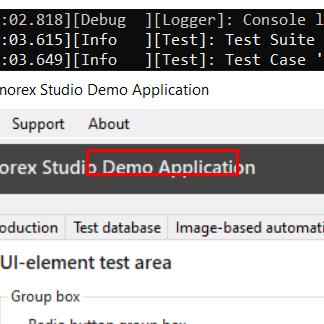 :02.818][Debug ][Logger]: Console l
:03.615][Info ][Test]: Test Suite
:03.649][Info ][Test]: Test Case '
norex Studio Demo Application
Support About
norex Studio Demo Application
oduction Test database Image-based automati
UI-element test area
Group box
Radio button group box